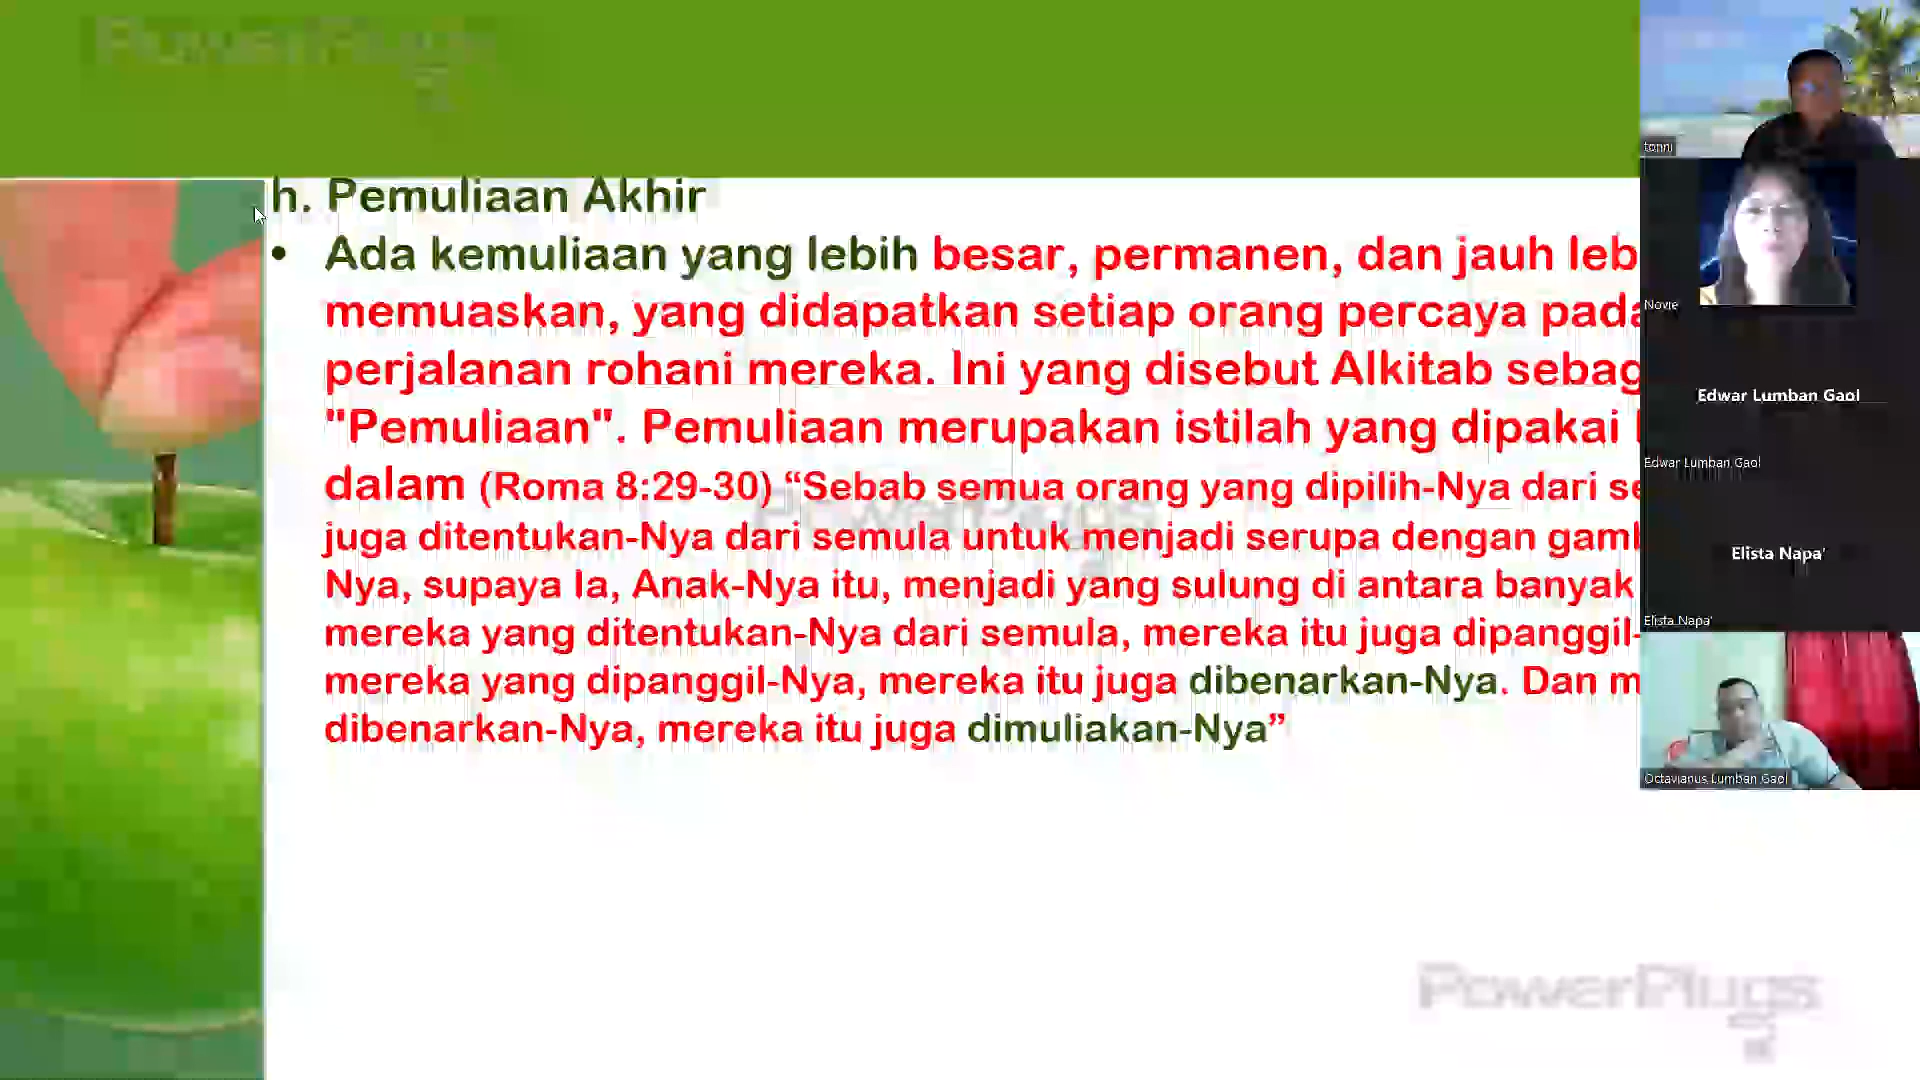 PowerPlugs
h. Pemuliaan Akhir
• Ada kemuliaan yang lebih besar, permanen, dan jauh leb
memuaskan, yang didapatkan setiap orang percaya pada
perjalanan rohani mereka. Ini yang disebut Alkitab sebag
"Pemuliaan". Pemuliaan merupakan istilah yang dipakai
dalam (Roma 8:29-30) “Sebab semua orang yang dipilih-Nya dari se
juga ditentukan-Nya dari semula untuk menjadi serupa dengan gam
Nya, supaya Ia, Anak-Nya itu, menjadi yang sulung di antara banyak
mereka yang ditentukan-Nya dari semula, mereka itu juga dipanggil-
mereka yang dipanggil-Nya, mereka itu juga dibenarkan-Nya. Dan m
dibenarkan-Nya, mereka itu juga dimuliakan-Nya”
PowerPlugs
PowerPlugs
tonni
Novie
Edwar Lumban Gaol
Edwar Lumban Gaol
Elista Napa'
Elista Napa'
Octavianus Lumban Gaol